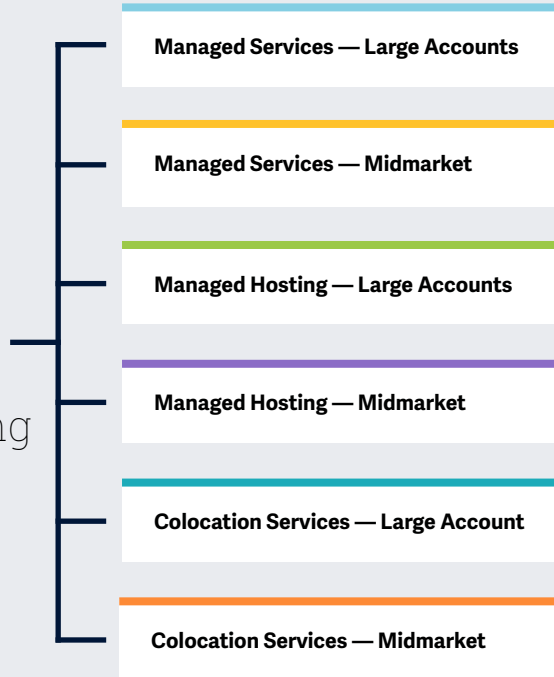 Managed Services — Large Accounts
Managed Services — Midmarket
Managed Hosting — Large Accounts
Managed Hosting — Midmarket
Colocation Services — Large Account
Colocation Services — Midmarket